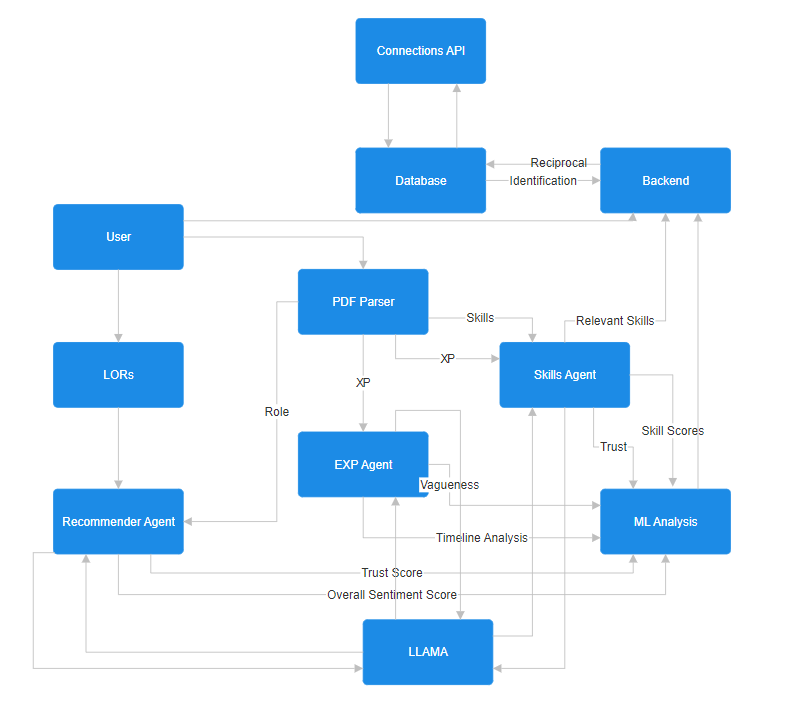 Connections API
Reciprocal
Database
Identification
Backend
User
PDF Parser
Skills
Relevant Skills
XP
LORs
Skills Agent
XP
Role
Skill Scores
Trust
EXP Agent
Vagueness
Recommender Agent
ML Analysis
Timeline Analysis
Trust Score
Overall Sentiment Score
LLAMA